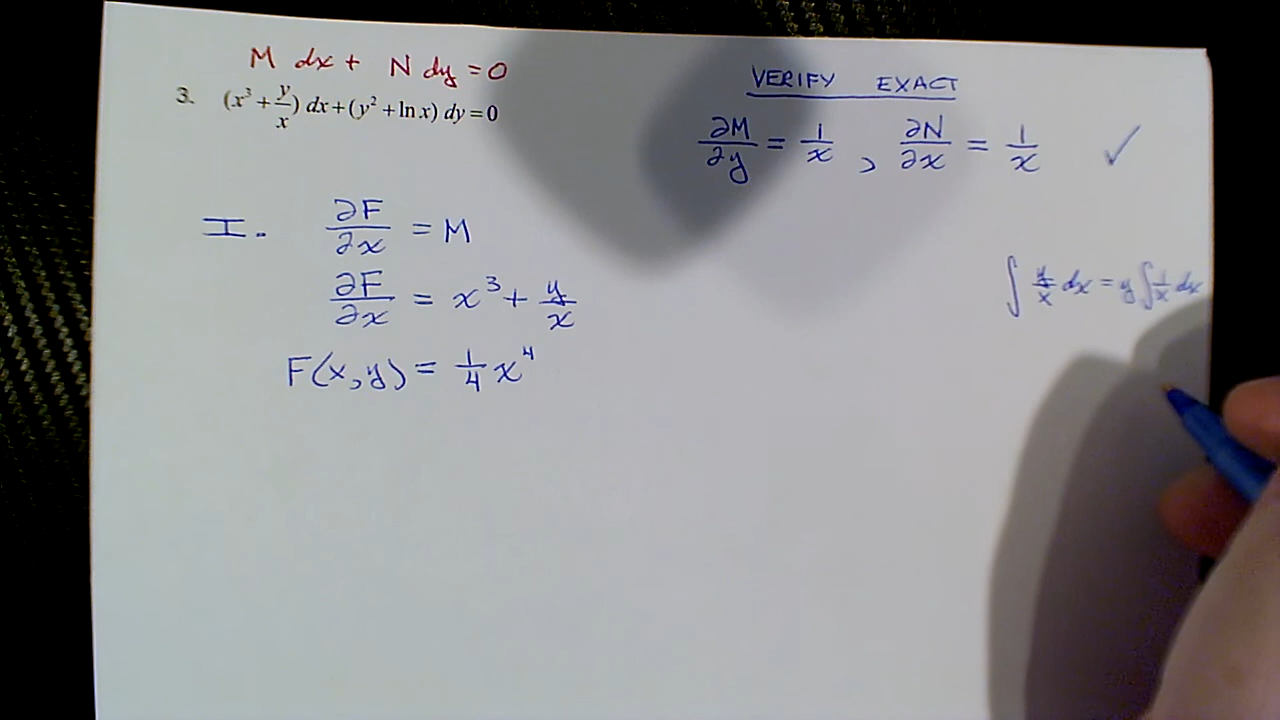 M dx + N dy = 0
3. (x³ + y/x) dx + (y² + ln x) dy = 0
VERIFY EXACT
∂M/∂y = 1/x , ∂N/∂x = 1/x ✓
I. ∂F/∂x = M
∂F/∂x = x³ + y/x
∫ y/x dx = y ∫ 1/x dx
F(x,y) = 1/4 x⁴